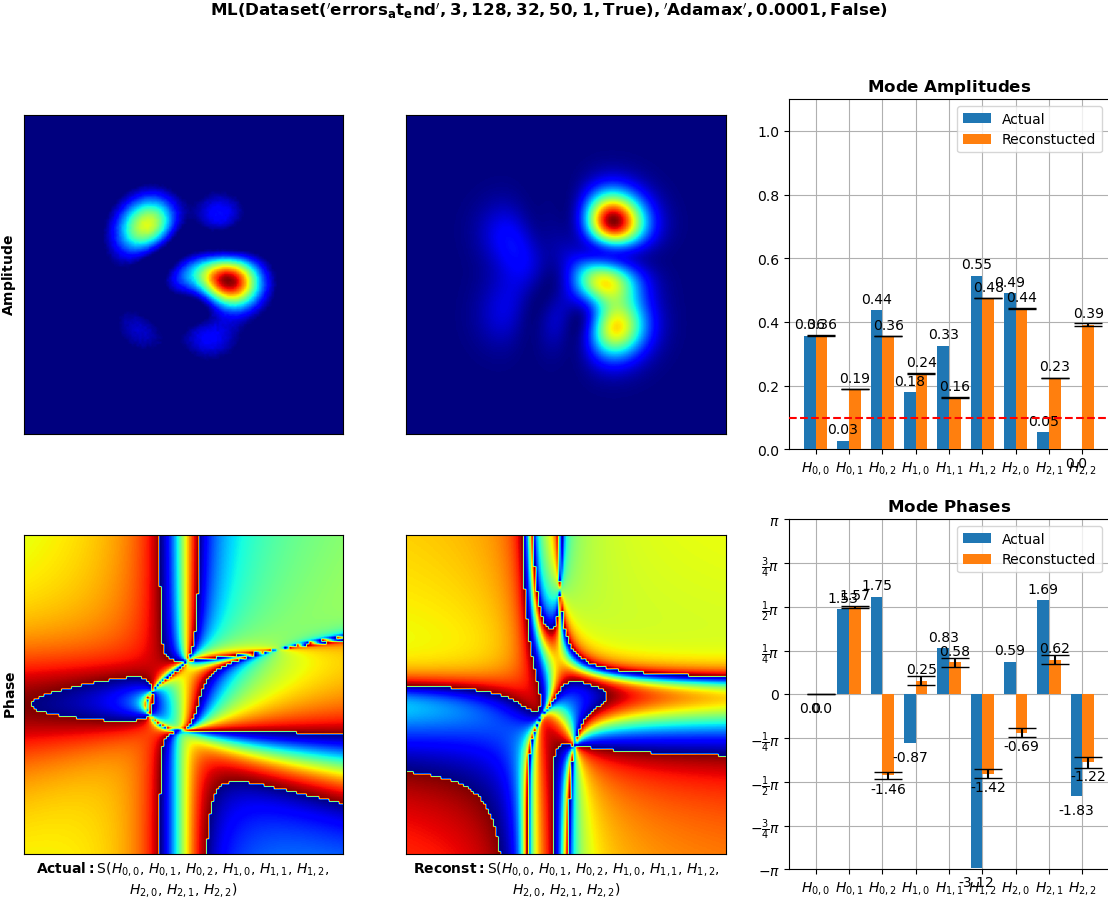 ML(Dataset('errorsₐtₑnd', 3, 128, 32, 50, 1, True), 'Adamax', 0.0001, False)
Amplitude
Mode Amplitudes
Actual
Reconstucted
1.0
0.8
0.6
0.4
0.2
0.0
0.36 0.36
0.03 0.19
0.44 0.36
0.18 0.24
0.33 0.16
0.55 0.48
0.49 0.44
0.05 0.23
0.0 0.39
H₀,₀ H₀,₁ H₀,₂ H₁,₀ H₁,₁ H₁,₂ H₂,₀ H₂,₁ H₂,₂
Phase
Actual: S(H₀,₀, H₀,₁, H₀,₂, H₁,₀, H₁,₁, H₁,₂,
H₂,₀, H₂,₁, H₂,₂)
Reconst: S(H₀,₀, H₀,₁, H₀,₂, H₁,₀, H₁,₁, H₁,₂,
H₂,₀, H₂,₁, H₂,₂)
Mode Phases
Actual
Reconstucted
π
3/4π
1/2π
1/4π
0
−1/4π
−1/2π
−3/4π
−π
0.0 0.0
1.53 1.57
1.75 -1.46
-0.87 0.25
0.83 0.58
-3.12 -1.42
0.59 -0.69
1.69 0.62
-1.83 -1.22
H₀,₀ H₀,₁ H₀,₂ H₁,₀ H₁,₁ H₁,₂ H₂,₀ H₂,₁ H₂,₂